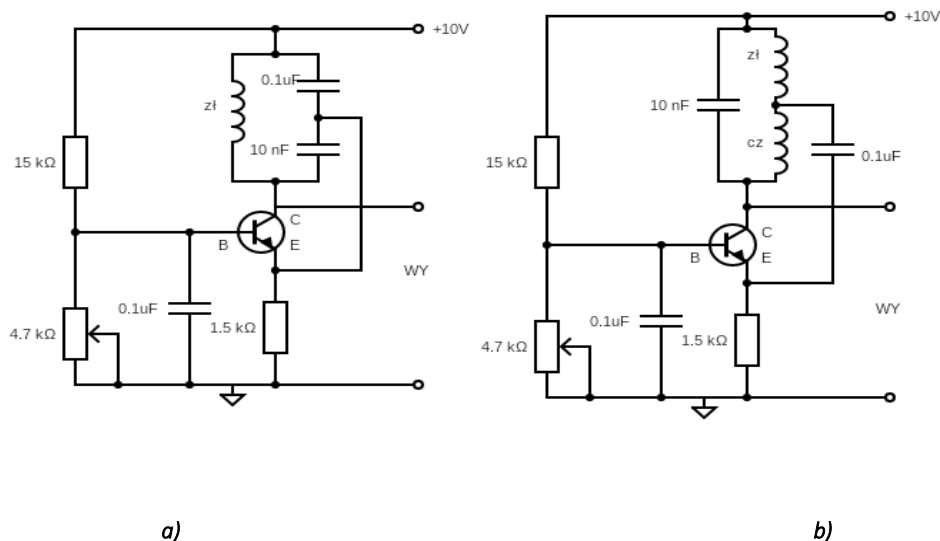 +10V
0.1uF
zł
10 nF
15 kΩ
C
B
E
WY
0.1uF
4.7 kΩ
1.5 kΩ
a)
+10V
zł
10 nF
cz
0.1uF
15 kΩ
C
B
E
WY
0.1uF
4.7 kΩ
1.5 kΩ
b)